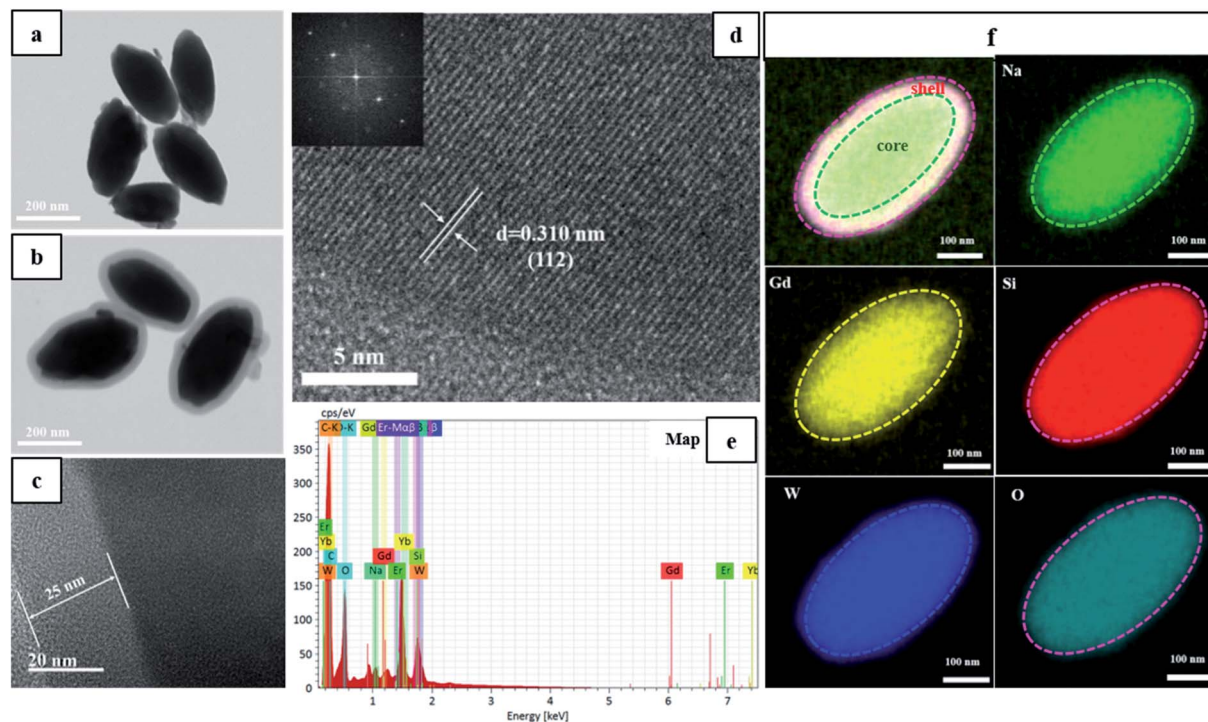 a
200 nm
b
200 nm
c
25 nm
20 nm
d
d=0.310 nm
(112)
5 nm
cps/eV
Map
e
C-K
-K
Gd
Er-Mαβ
β
350
300
250
200
150
100
50
0
Er
Yb
C
W
O
Na
Gd
Yb
Er
Si
W
Gd
Er
Yb
1
2
3
4
5
6
7
Energy [keV]
f
shell
core
100 nm
Na
100 nm
Gd
100 nm
Si
100 nm
W
100 nm
O
100 nm